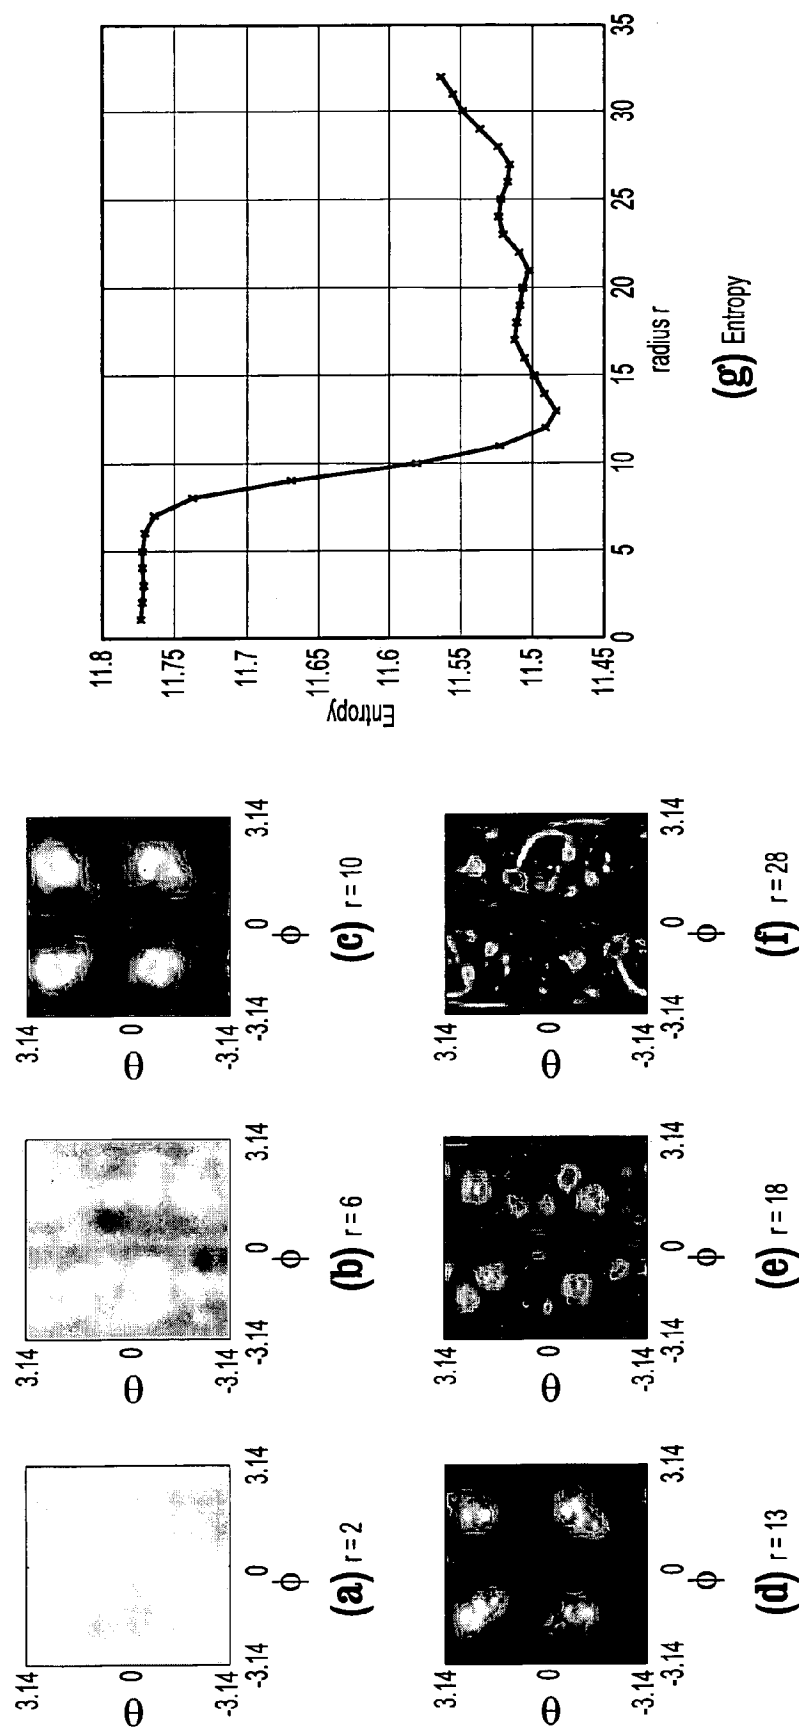 3.14
θ 0
-3.14
-3.14 0 3.14
ϕ
(a) r = 2
3.14
θ 0
-3.14
-3.14 0 3.14
ϕ
(b) r = 6
3.14
θ 0
-3.14
-3.14 0 3.14
ϕ
(c) r = 10
3.14
θ 0
-3.14
-3.14 0 3.14
ϕ
(d) r = 13
3.14
θ 0
-3.14
-3.14 0 3.14
ϕ
(e) r = 18
3.14
θ 0
-3.14
-3.14 0 3.14
ϕ
(f) r = 28
11.8
11.75
11.7
11.65
11.6
11.55
11.5
11.45
Entropy
0 5 10 15 20 25 30 35
radius r
(g) Entropy